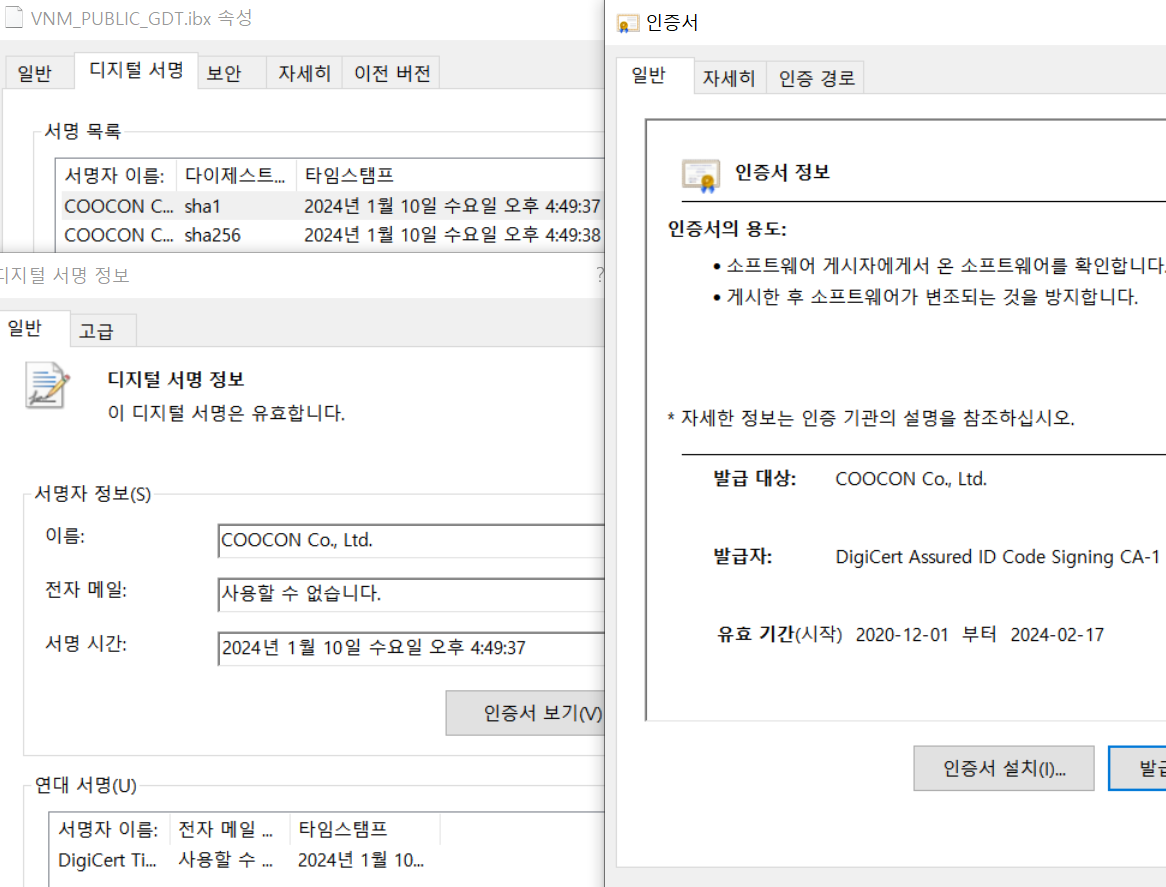 VNM_PUBLIC_GDT.ibx 속성
일반 디지털 서명 보안 자세히 이전 버전
서명 목록
서명자 이름: 다이제스트... 타임스탬프
COOCON C... sha1 2024년 1월 10일 수요일 오후 4:49:37
COOCON C... sha256 2024년 1월 10일 수요일 오후 4:49:38
디지털 서명 정보 ?
일반 고급
디지털 서명 정보
이 디지털 서명은 유효합니다.
서명자 정보(S)
이름: COOCON Co., Ltd.
전자 메일: 사용할 수 없습니다.
서명 시간: 2024년 1월 10일 수요일 오후 4:49:37
인증서 보기(V)
연대 서명(U)
서명자 이름: 전자 메일 ... 타임스탬프
DigiCert Ti... 사용할 수 ... 2024년 1월 10...
인증서
일반 자세히 인증 경로
인증서 정보
인증서의 용도:
• 소프트웨어 게시자에게서 온 소프트웨어를 확인합니다.
• 게시한 후 소프트웨어가 변조되는 것을 방지합니다.
* 자세한 정보는 인증 기관의 설명을 참조하십시오.
발급 대상: COOCON Co., Ltd.
발급자: DigiCert Assured ID Code Signing CA-1
유효 기간(시작) 2020-12-01 부터 2024-02-17
인증서 설치(I)...
발급